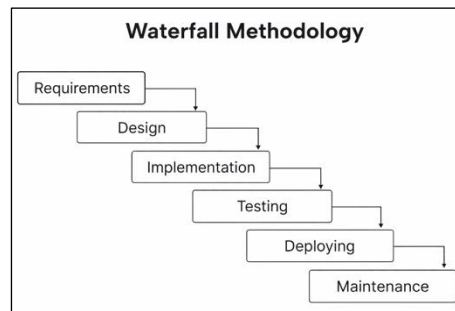 Waterfall Methodology
Requirements
Design
Implementation
Testing
Deploying
Maintenance